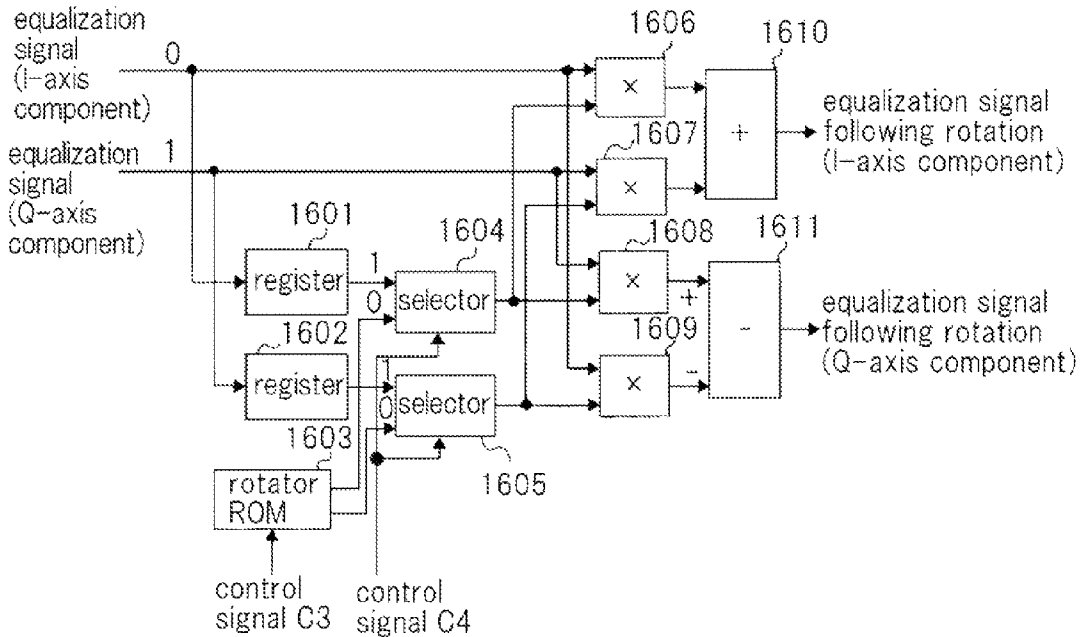 equalization
signal
(I-axis
component)
0
1606
×
1610
+
equalization signal
following rotation
(I-axis component)
equalization
signal
(Q-axis
component)
1
1607
×
1601
register
1
0
1604
selector
1608
×
+
1611
-
equalization signal
following rotation
(Q-axis component)
1602
register
1
0
selector
1605
1609
×
-
1603
rotator
ROM
control
signal C3
control
signal C4